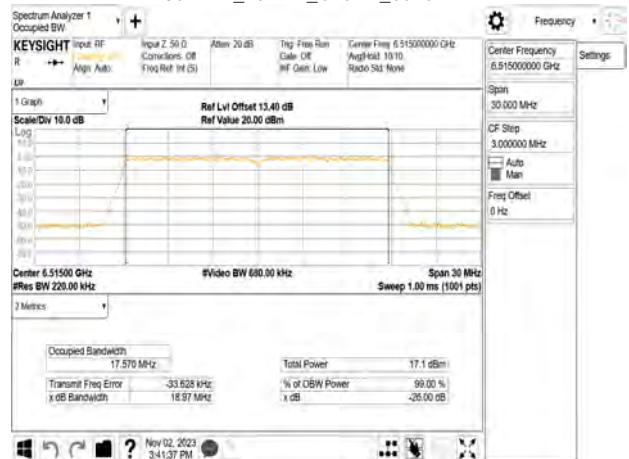 Spectrum Analyzer 1
Occupied BW
+
Frequency
KEYSIGHT
Input: RF
Input Z: 50 Ω
Atten: 20 dB
Trig: Free Run
Center Freq: 6.515000000 GHz
R
Corrections: Off
Gate: Off
Avg|Hold: 10/10
Align: Auto
Freq Ref: Int (S)
#IF Gain: Low
Radio Std: None
Center Frequency
6.515000000 GHz
Settings
Span
30.000 MHz
CF Step
3.000000 MHz
Auto
Man
Freq Offset
0 Hz
1 Graph
Scale/Div 10.0 dB
Ref Lvl Offset 13.40 dB
Ref Value 20.00 dBm
Log
Center 6.51500 GHz
#Video BW 680.00 kHz
Span 30 MHz
#Res BW 220.00 kHz
Sweep 1.00 ms (1001 pts)
2 Metrics
Occupied Bandwidth
17.570 MHz
Total Power
17.1 dBm
Transmit Freq Error
-33.628 kHz
% of OBW Power
99.00 %
x dB Bandwidth
18.97 MHz
x dB
-26.00 dB
?
Nov 02, 2023
3:41:37 PM